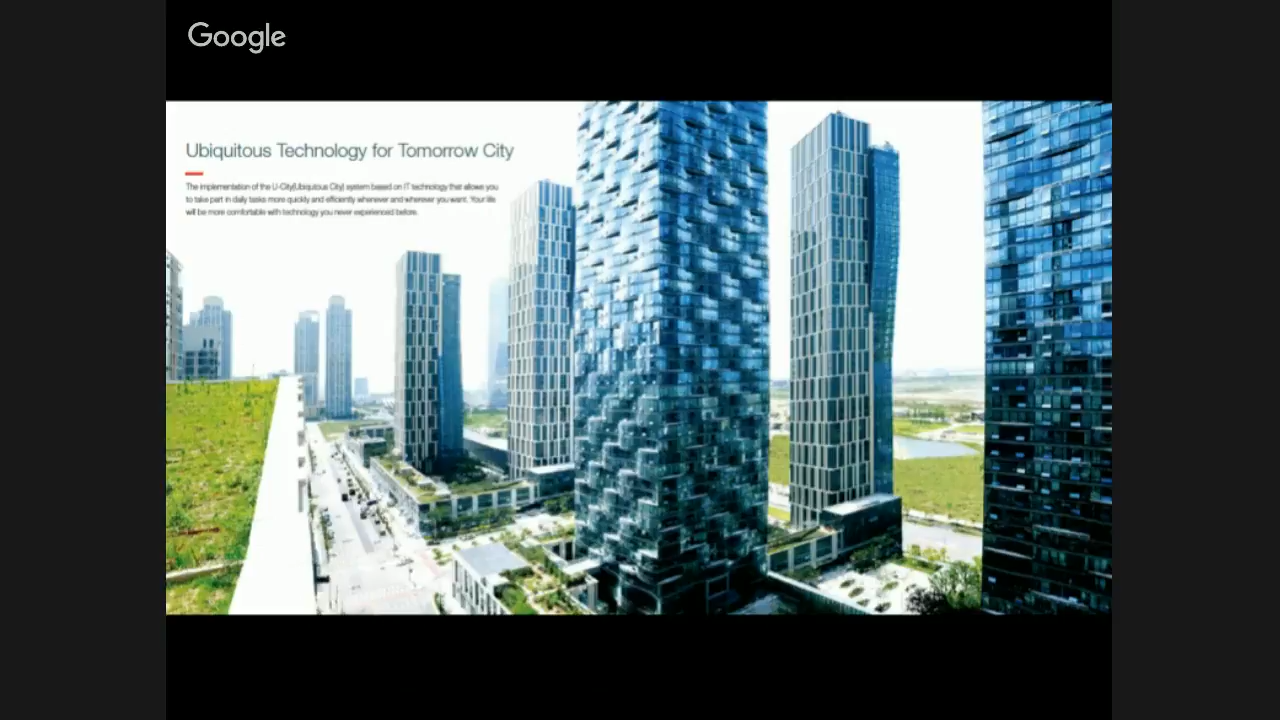 Google
Ubiquitous Technology for Tomorrow City
The implementation of the U-City(Ubiquitous City) system based on IT technology that allows you
to take part in daily tasks more quickly and efficiently whenever and wherever you want. Your life
will be more comfortable with technology you never experienced before.